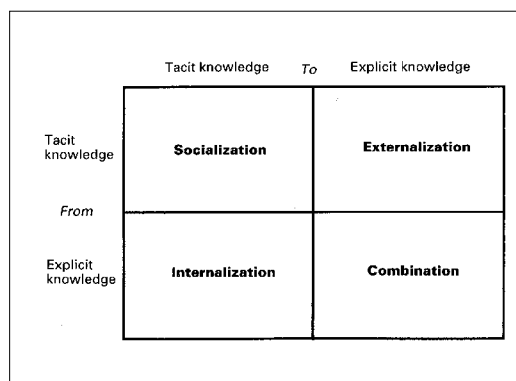 Tacit knowledge To Explicit knowledge
Tacit
knowledge
Socialization Externalization
From
Explicit
knowledge
Internalization Combination